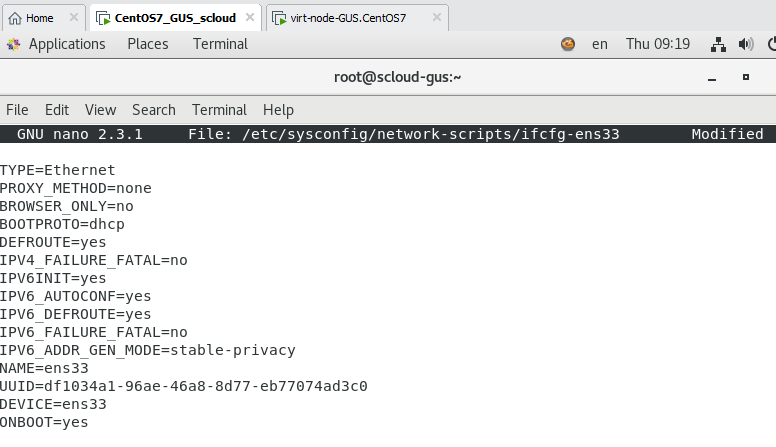 Home CentOS7_GUS_scloud virt-node-GUS.CentOS7
Applications Places Terminal en Thu 09:19
root@scloud-gus:~
File Edit View Search Terminal Help
GNU nano 2.3.1 File: /etc/sysconfig/network-scripts/ifcfg-ens33 Modified
TYPE=Ethernet
PROXY_METHOD=none
BROWSER_ONLY=no
BOOTPROTO=dhcp
DEFROUTE=yes
IPV4_FAILURE_FATAL=no
IPV6INIT=yes
IPV6_AUTOCONF=yes
IPV6_DEFROUTE=yes
IPV6_FAILURE_FATAL=no
IPV6_ADDR_GEN_MODE=stable-privacy
NAME=ens33
UUID=df1034a1-96ae-46a8-8d77-eb77074ad3c0
DEVICE=ens33
ONBOOT=yes